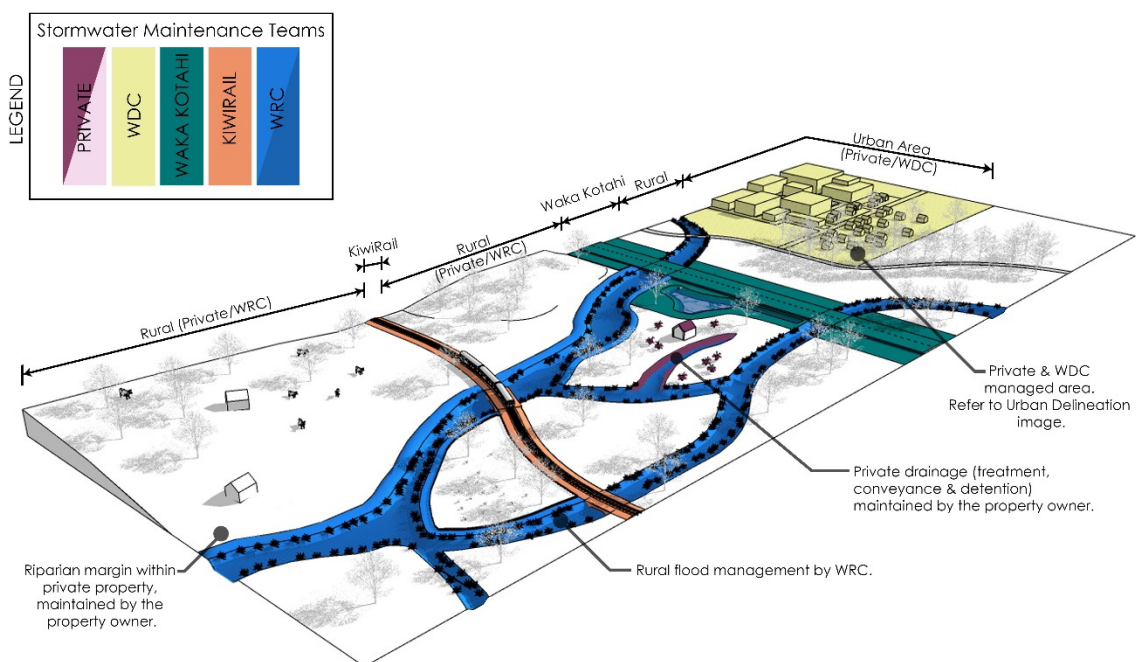 Stormwater Maintenance Teams
LEGEND
PRIVATE
WDC
WAKA KOTAHI
KIWIRAIL
WRC
Urban Area
(Private/WDC)
Rural
Waka Kotahi
Rural
(Private/WRC)
KiwiRail
Rural (Private/WRC)
Private & WDC
managed area.
Refer to Urban Delineation
image.
Private drainage (treatment,
conveyance & detention)
maintained by the property owner.
Rural flood management by WRC.
Riparian margin within
private property,
maintained by the
property owner.